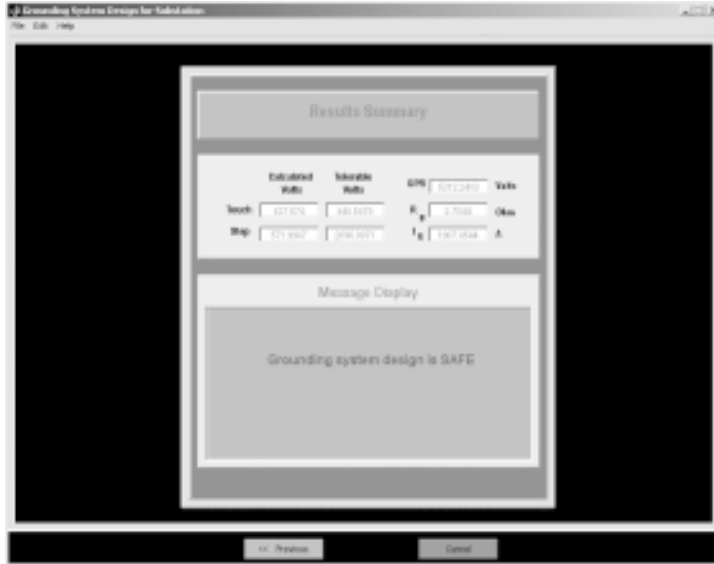 Grounding System Design for Substation
File Edit Help
Results Summary
Calculated Volts
Tolerable Volts
GPR Volts
Touch
R g Ohm
Step
I G A
Message Display
Grounding system design is SAFE
<< Previous
Cancel